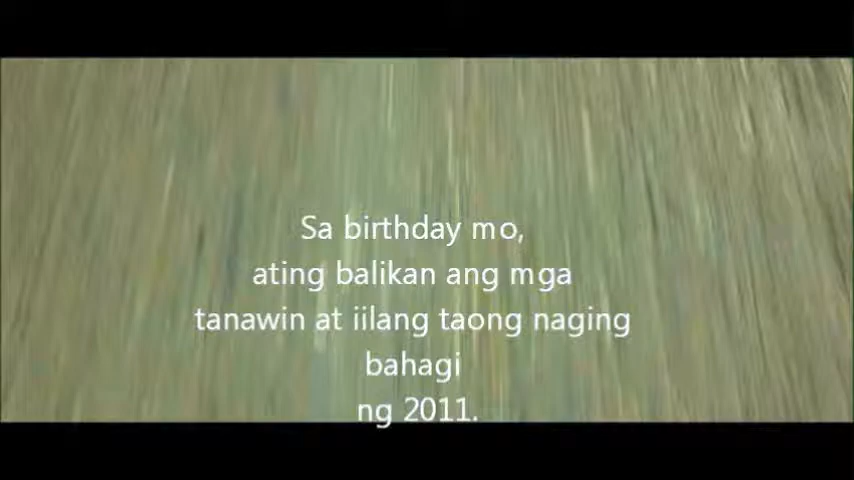 Sa birthday mo,
ating balikan ang mga
tanawin at iilang taong naging
bahagi
ng 2011.